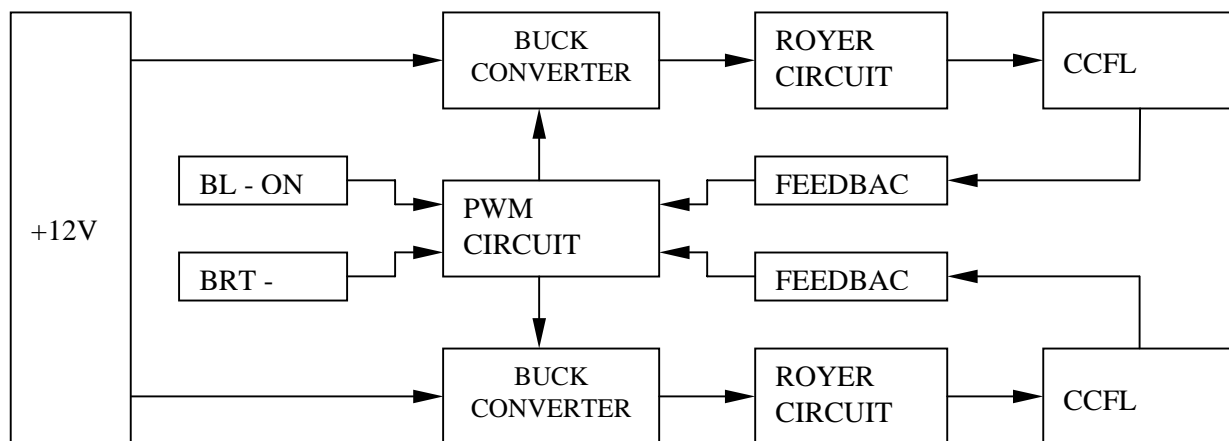 BUCK
CONVERTER
ROYER
CIRCUIT
CCFL
BL - ON
PWM
CIRCUIT
FEEDBAC
+12V
BRT -
FEEDBAC
BUCK
CONVERTER
ROYER
CIRCUIT
CCFL